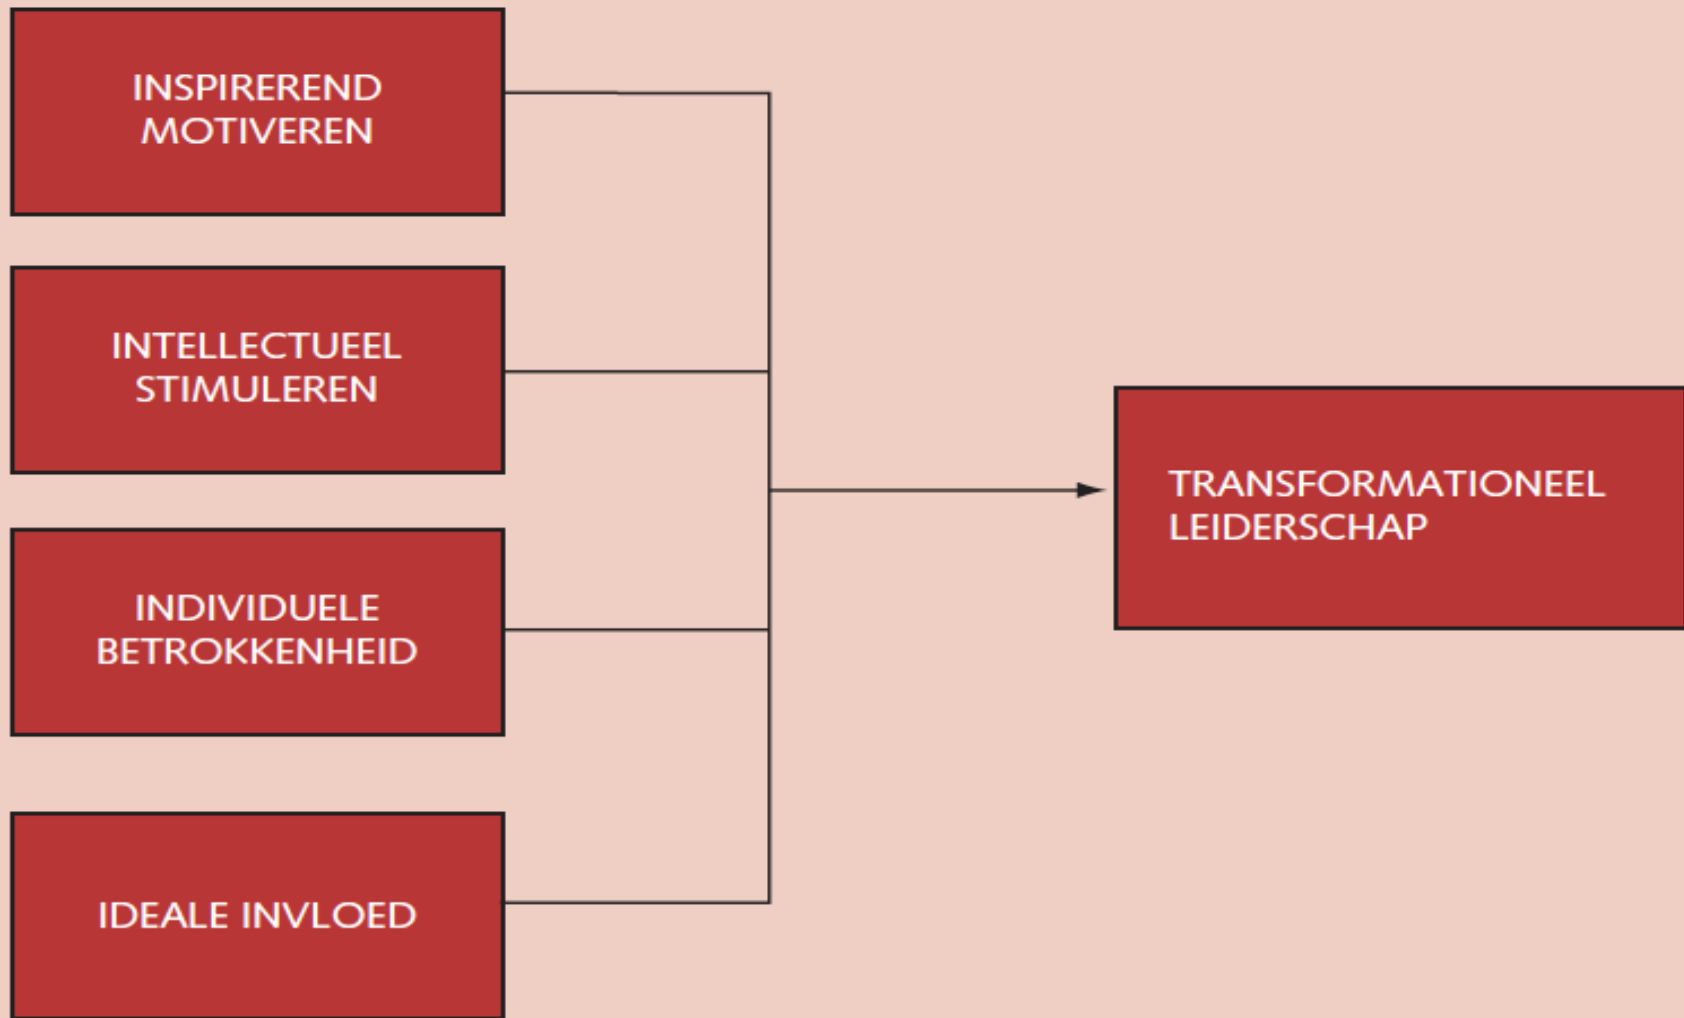 INSPIREREND
MOTIVEREN
INTELLECTUEEL
STIMULEREN
INDIVIDUELE
BETROKKENHEID
IDEALE INVLOED
TRANSFORMATIONEEL
LEIDERSCHAP